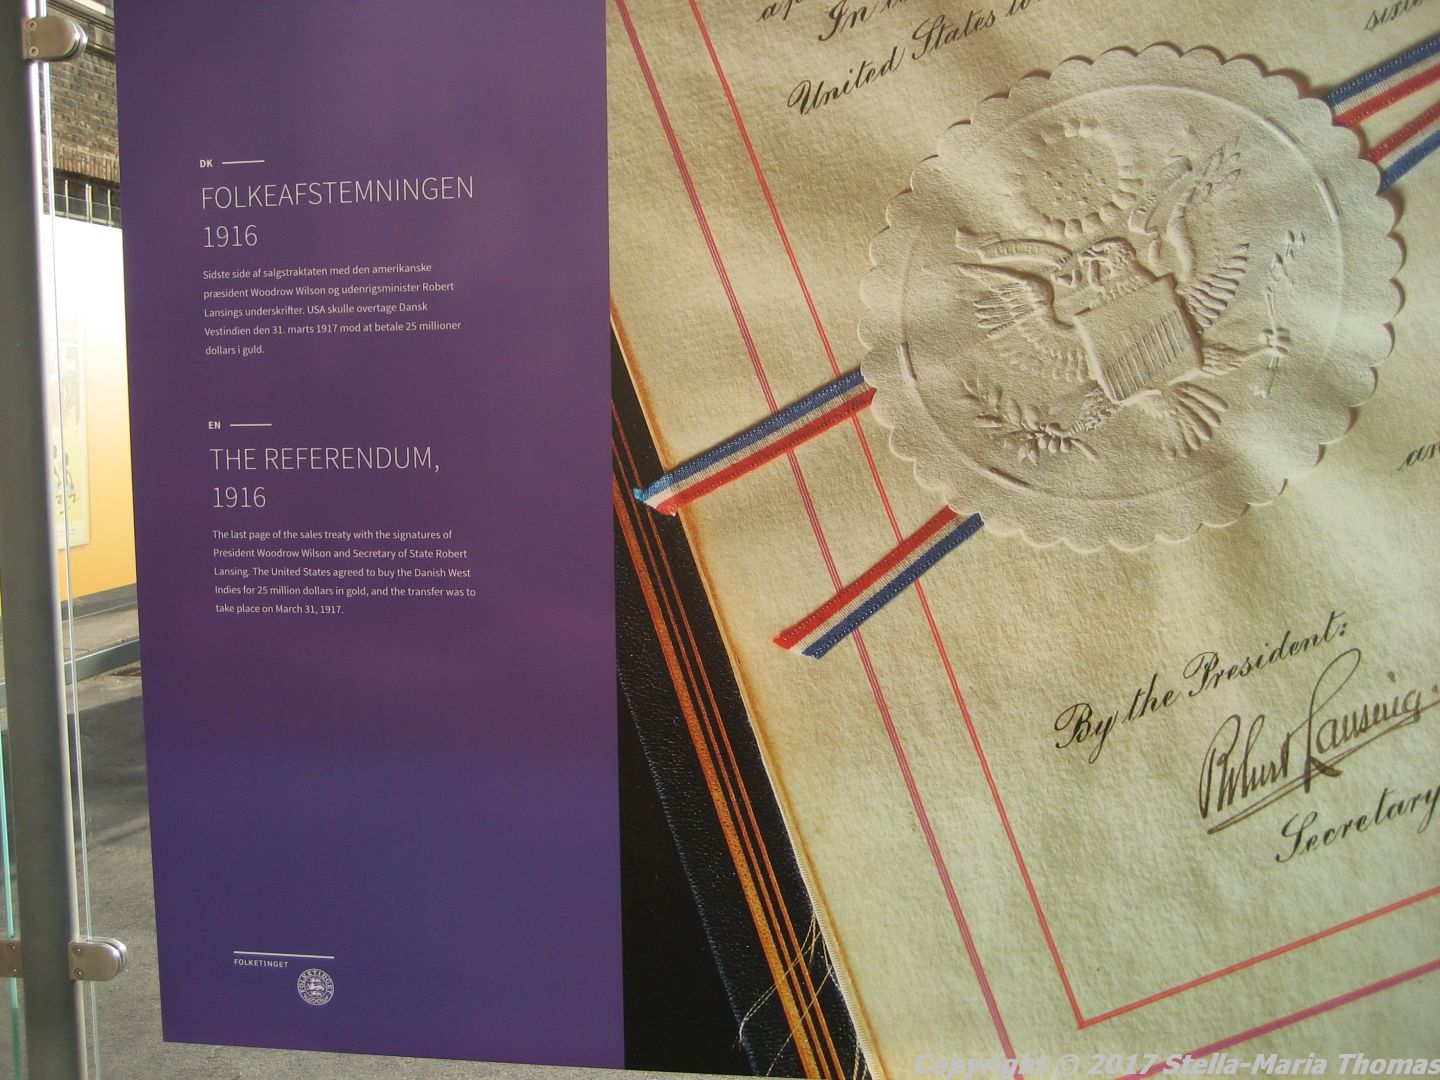 DK
FOLKEAFSTEMNINGEN
1916
Sidste side af salgstraktaten med den amerikanske
præsident Woodrow Wilson og udenrigsminister Robert
Lansings underskrifter. USA skulle overtage Dansk
Vestindien den 31. marts 1917 mod at betale 25 millioner
dollars i guld.
EN
THE REFERENDUM,
1916
The last page of the sales treaty with the signatures of
President Woodrow Wilson and Secretary of State Robert
Lansing. The United States agreed to buy the Danish West
Indies for 25 million dollars in gold, and the transfer was to
take place on March 31, 1917.
FOLKETINGET
FOLKETINGET
In
United States
By the President:
Robert Lansing
Secretary
Copyright © 2017 Stella-Maria Thomas